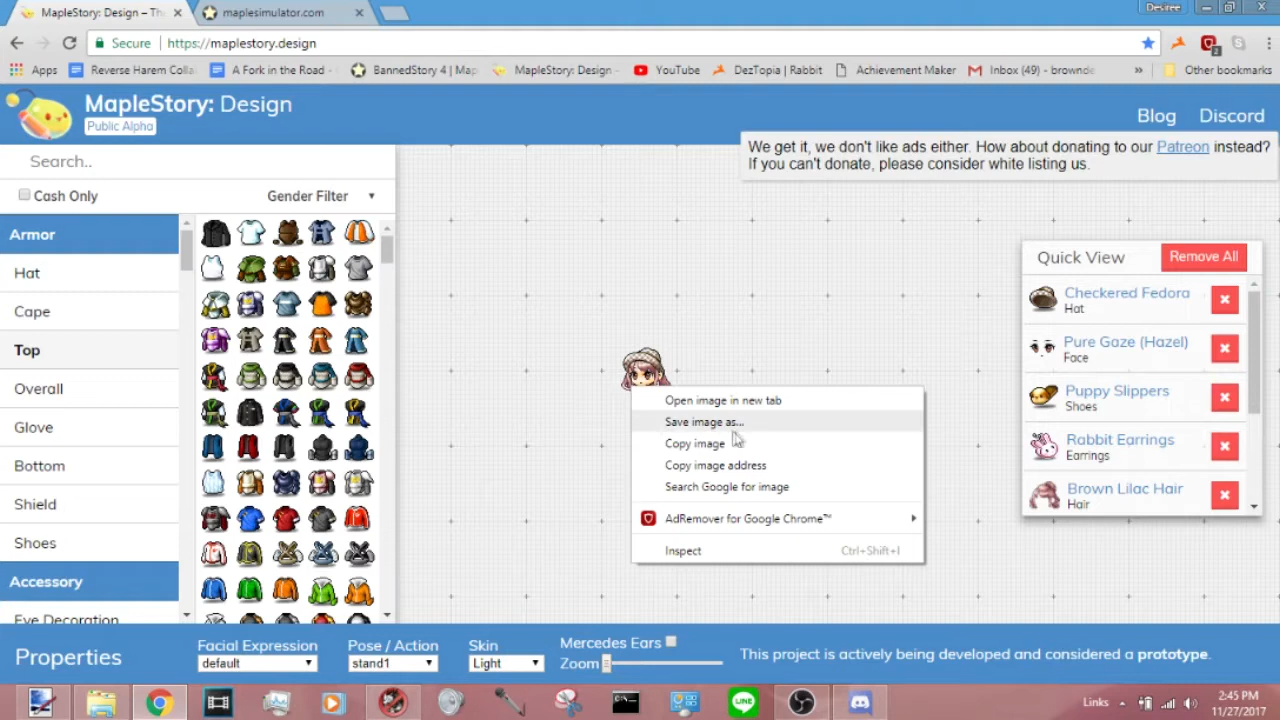 MapleStory: Design – Th
maplesimulator.com
Desiree
Secure
https://maplestory.design
2
Apps
Reverse Harem Colla
A Fork in the Road -
BannedStory 4 | Map
MapleStory: Design -
YouTube
DezTopia | Rabbit
Achievement Maker
Inbox (49) - brownde
»
Other bookmarks
MapleStory: Design
Public Alpha
Blog
Discord
We get it, we don't like ads either. How about donating to our Patreon instead?
If you can't donate, please consider white listing us.
Search..
Cash Only
Gender Filter
Armor
Hat
Cape
Top
Overall
Glove
Bottom
Shield
Shoes
Accessory
Eye Decoration
Open image in new tab
Save image as...
Copy image
Copy image address
Search Google for image
AdRemover for Google Chrome™
Inspect
Ctrl+Shift+I
Quick View
Remove All
Checkered Fedora
Hat
Pure Gaze (Hazel)
Face
Puppy Slippers
Shoes
Rabbit Earrings
Earrings
Brown Lilac Hair
Hair
Properties
Facial Expression
default
Pose / Action
stand1
Skin
Light
Mercedes Ears
Zoom
This project is actively being developed and considered a prototype.
LINE
Links
2:45 PM
11/27/2017